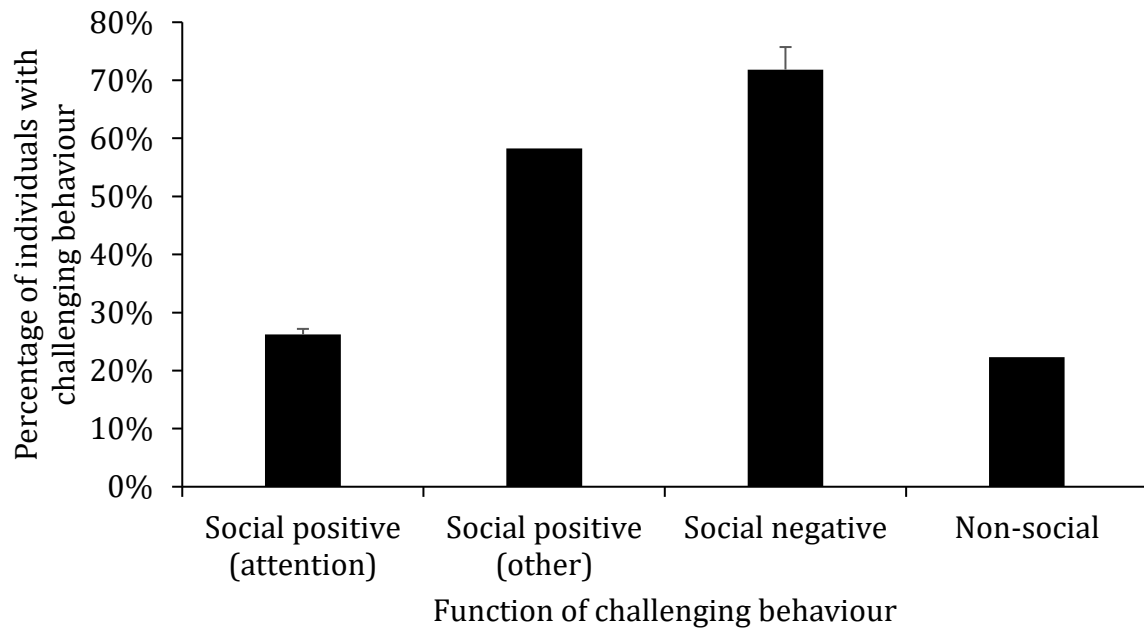 Percentage of individuals with
challenging behaviour
80%
70%
60%
50%
40%
30%
20%
10%
0%
Social positive
(attention)
Social positive
(other)
Social negative
Non-social
Function of challenging behaviour